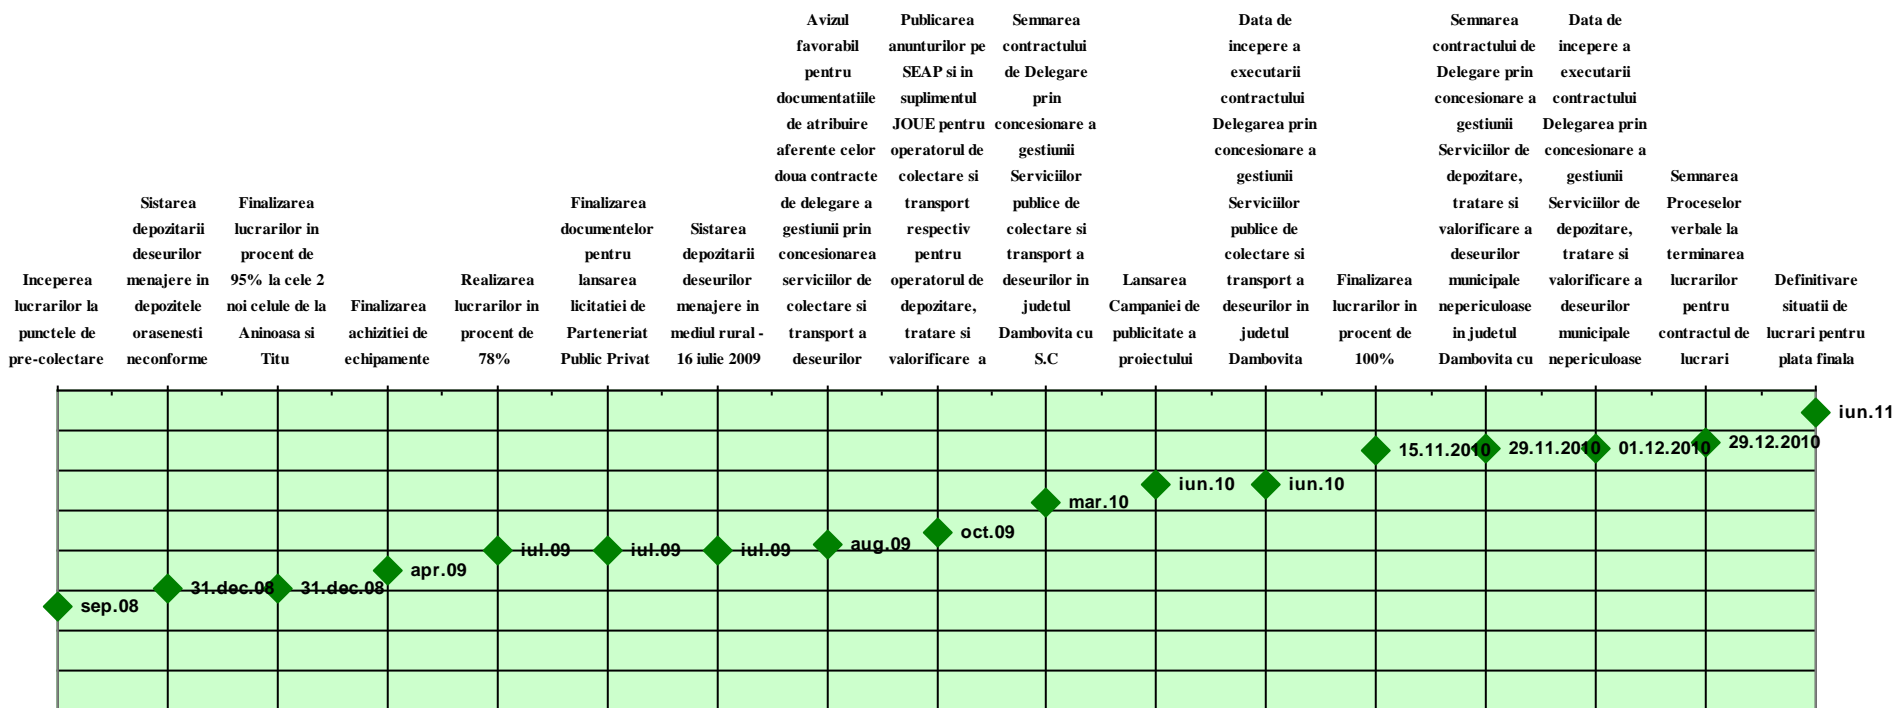 Inceperea
lucrarilor la
punctele de
pre-colectare
Sistarea
depozitarii
deseurilor
menajere in
depozitele
orasenesti
neconforme
Finalizarea
lucrarilor in
procent de
95% la cele 2
noi celule de la
Aninoasa si
Titu
Finalizarea
achizitiei de
echipamente
Realizarea
lucrarilor in
procent de
78%
Finalizarea
documentelor
pentru
lansarea
licitatiei de
Parteneriat
Public Privat
Sistarea
depozitarii
deseurilor
menajere in
mediul rural -
16 iulie 2009
Avizul
favorabil
pentru
documentatiile
de atribuire
aferente celor
doua contracte
de delegare a
gestiunii prin
concesionarea
serviciilor de
colectare si
transport a
deseurilor
Publicarea
anunturilor pe
SEAP si in
suplimentul
JOUE pentru
operatorul de
colectare si
transport
respectiv
pentru
operatorul de
depozitare,
tratare si
valorificare a
Semnarea
contractului
de Delegare
prin
concesionare a
gestiunii
Serviciilor
publice de
colectare si
transport a
deseurilor in
judetul
Dambovita cu
S.C
Lansarea
Campaniei de
publicitate a
proiectului
Data de
incepere a
executarii
contractului
Delegarea prin
concesionare a
gestiunii
Serviciilor
publice de
colectare si
transport a
deseurilor in
judetul
Dambovita
Finalizarea
lucrarilor in
procent de
100%
Semnarea
contractului de
Delegare prin
concesionare a
gestiunii
Serviciilor de
depozitare,
tratare si
valorificare a
deseurilor
municipale
nepericuloase
in judetul
Dambovita cu
Data de
incepere a
executarii
contractului
Delegarea prin
concesionare a
gestiunii
Serviciilor de
depozitare,
tratare si
valorificare a
deseurilor
municipale
nepericuloase
Semnarea
Proceselor
verbale la
terminarea
lucrarilor
pentru
contractul de
lucrari
Definitivare
situatii de
lucrari pentru
plata finala
sep.08
31.dec.08
31.dec.08
apr.09
iul.09
iul.09
iul.09
aug.09
oct.09
mar.10
iun.10
iun.10
15.11.2010
29.11.2010
01.12.2010
29.12.2010
iun.11